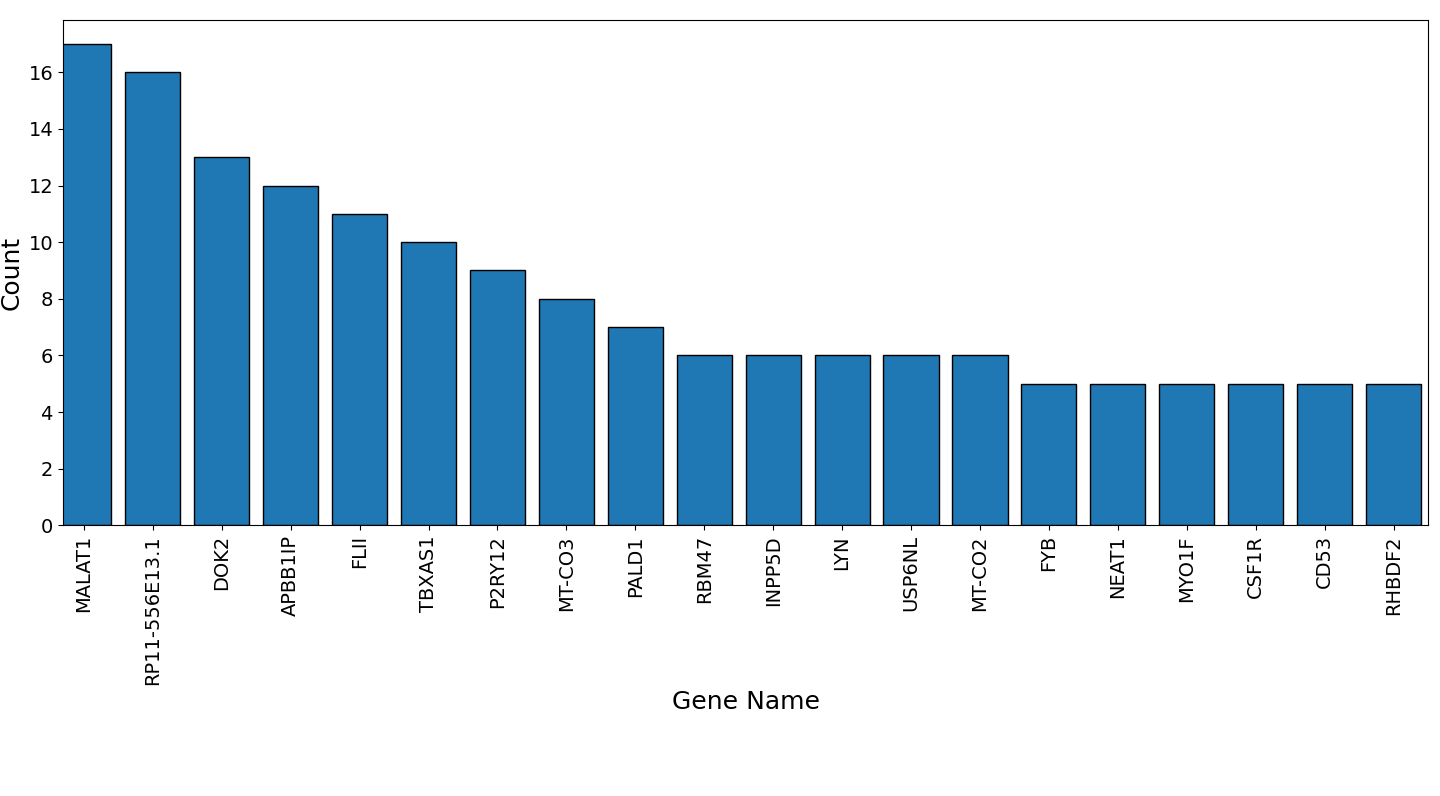 Count
16
14
12
10
8
6
4
2
0
MALAT1
RP11-556E13.1
DOK2
APBB1IP
FLII
TBXAS1
P2RY12
MT-CO3
PALD1
RBM47
INPP5D
LYN
USP6NL
MT-CO2
FYB
NEAT1
MYO1F
CSF1R
CD53
RHBDF2
Gene Name